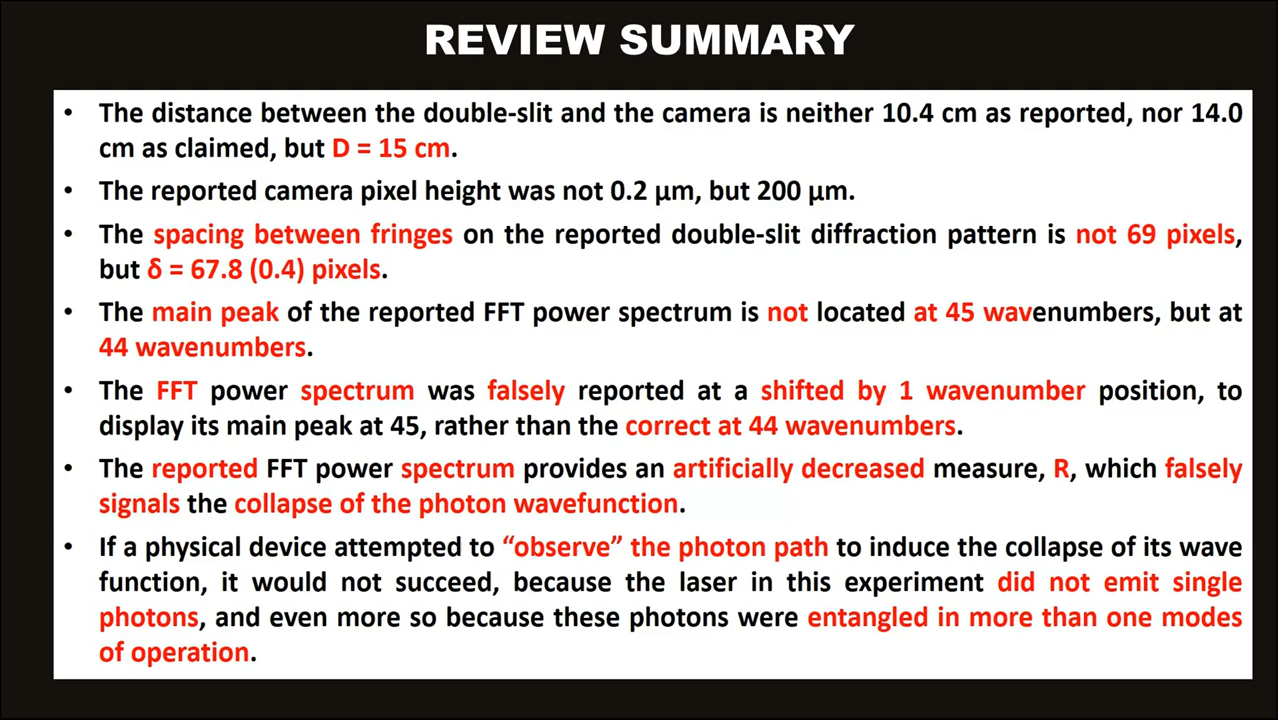 REVIEW SUMMARY
• The distance between the double-slit and the camera is neither 10.4 cm as reported, nor 14.0
cm as claimed, but D = 15 cm.
• The reported camera pixel height was not 0.2 μm, but 200 μm.
• The spacing between fringes on the reported double-slit diffraction pattern is not 69 pixels,
but δ = 67.8 (0.4) pixels.
• The main peak of the reported FFT power spectrum is not located at 45 wavenumbers, but at
44 wavenumbers.
• The FFT power spectrum was falsely reported at a shifted by 1 wavenumber position, to
display its main peak at 45, rather than the correct at 44 wavenumbers.
• The reported FFT power spectrum provides an artificially decreased measure, R, which falsely
signals the collapse of the photon wavefunction.
• If a physical device attempted to “observe” the photon path to induce the collapse of its wave
function, it would not succeed, because the laser in this experiment did not emit single
photons, and even more so because these photons were entangled in more than one modes
of operation.